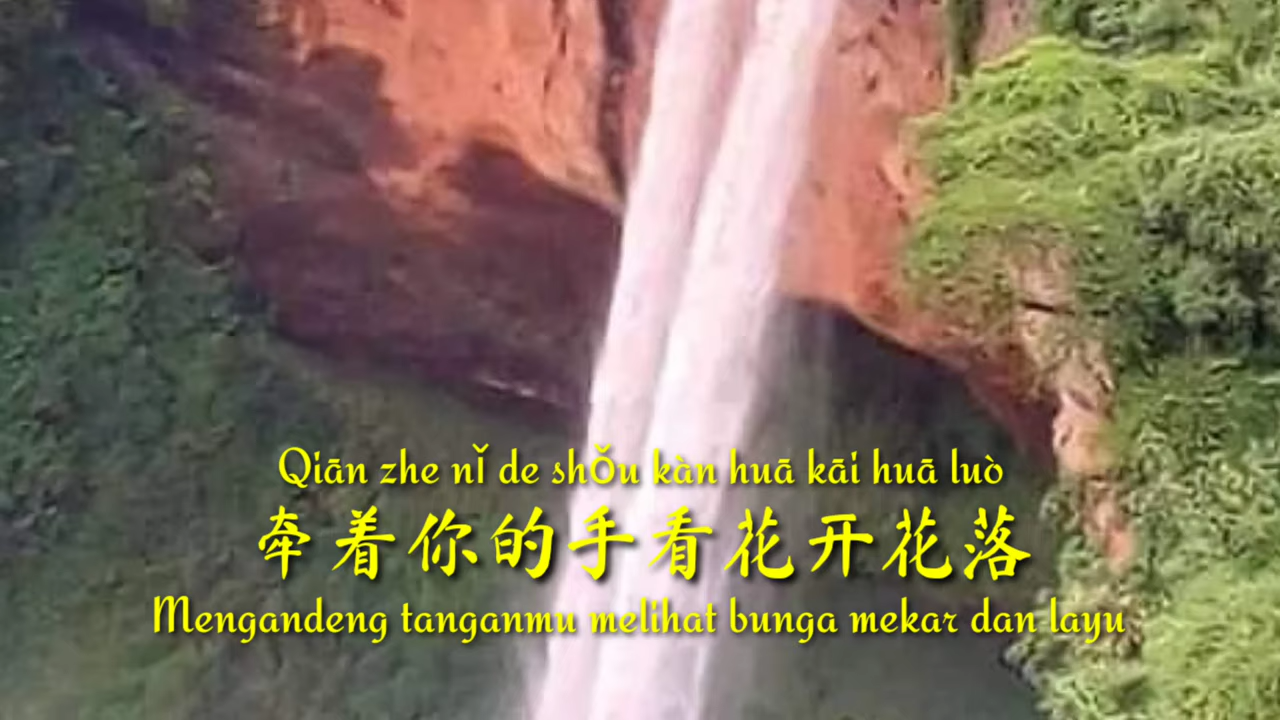 Qiān zhe nǐ de shǒu kàn huā kāi huā luò
牵着你的手看花开花落
Mengandeng tanganmu melihat bunga mekar dan layu